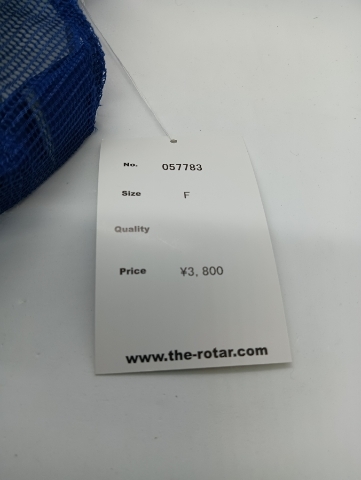 No. 057783
Size F
Quality
Price ¥3,800
www.the-rotar.com